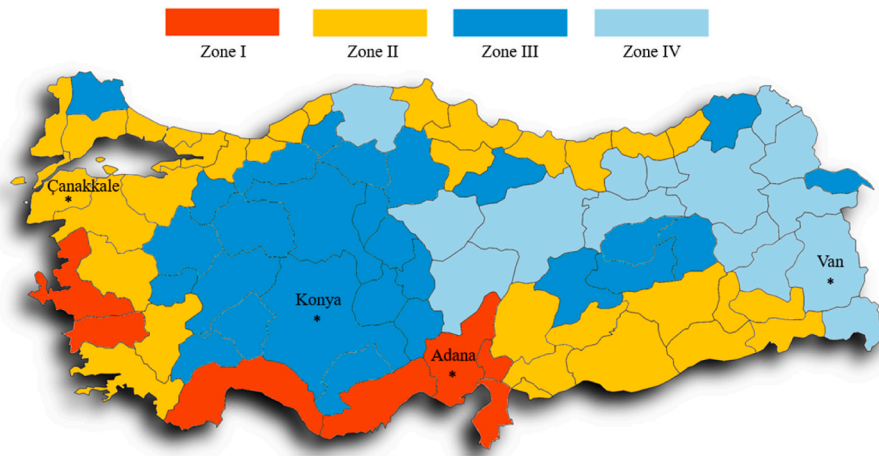 Zone I
Zone II
Zone III
Zone IV
Çanakkale
*
Van
*
Konya
*
Adana
*